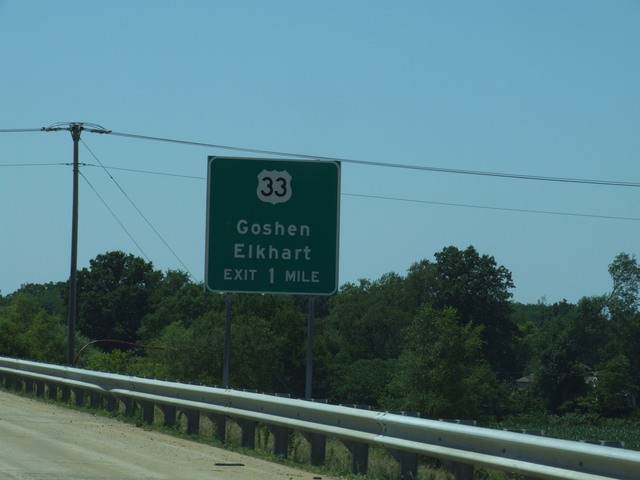 33
Goshen
Elkhart
EXIT 1 MILE